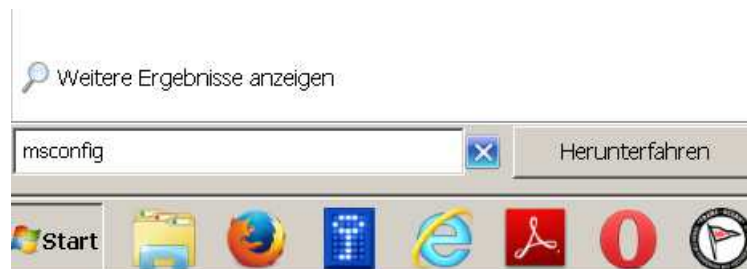 Weitere Ergebnisse anzeigen
msconfig
Herunterfahren
Start